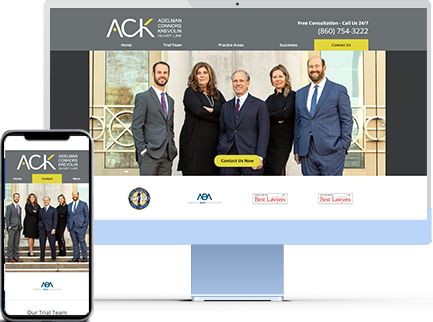 ACK
ADELMAN
CONNORS
KREVOLIN
INJURY LAW
Free Consultation - Call Us 24/7
(860) 754-3222
Home
Trial Team
Practice Areas
Successes
Contact Us
Contact Us Now
ABA
Best Lawyers
Best Lawyers
ACK
ADELMAN
CONNORS
KREVOLIN
INJURY LAW
Home
Contact
More
ABA
Our Trial Team